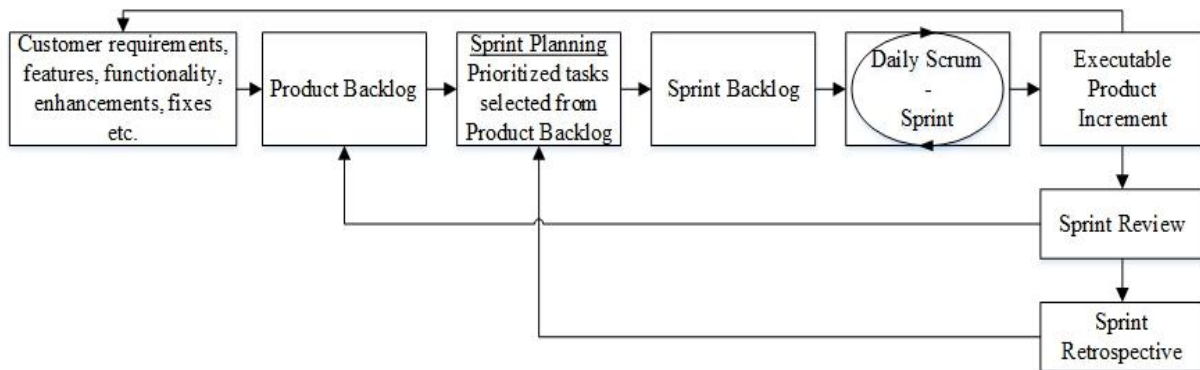 Customer requirements,
features, functionality,
enhancements, fixes
etc.
Product Backlog
Sprint Planning
Prioritized tasks
selected from
Product Backlog
Sprint Backlog
Daily Scrum
-
Sprint
Executable
Product
Increment
Sprint Review
Sprint
Retrospective